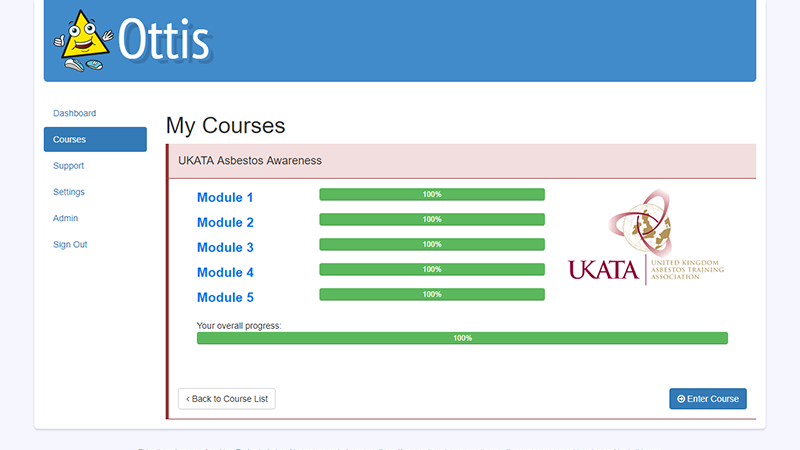 Ottis
Dashboard
Courses
Support
Settings
Admin
Sign Out
My Courses
UKATA Asbestos Awareness
Module 1 100%
Module 2 100%
Module 3 100%
Module 4 100%
Module 5 100%
UKATA
UNITED KINGDOM
ASBESTOS TRAINING
ASSOCIATION
Your overall progress:
100%
< Back to Course List
Enter Course